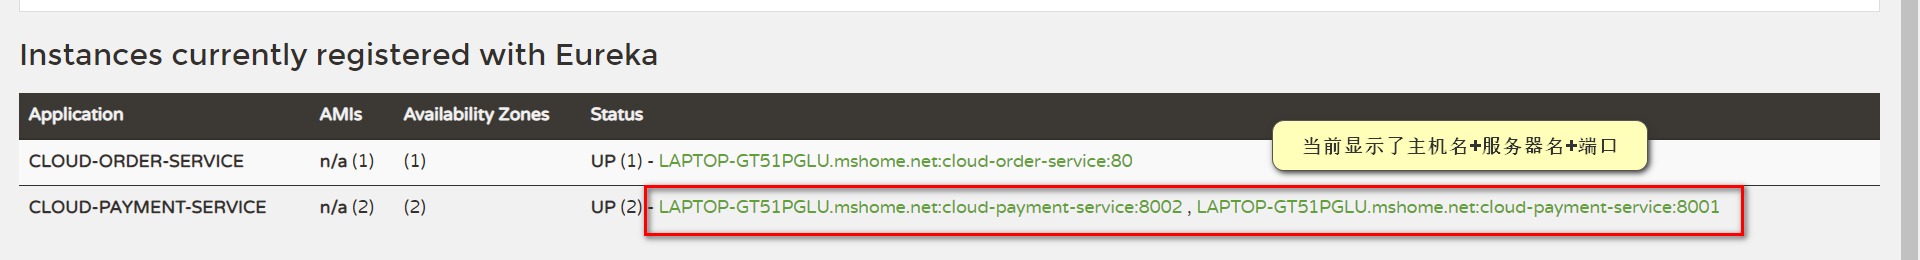 Instances currently registered with Eureka
Application AMIs Availability Zones Status
当前显示了主机名+服务器名+端口
CLOUD-ORDER-SERVICE n/a (1) (1) UP (1) - LAPTOP-GT51PGLU.mshome.net:cloud-order-service:80
CLOUD-PAYMENT-SERVICE n/a (2) (2) UP (2) - LAPTOP-GT51PGLU.mshome.net:cloud-payment-service:8002 , LAPTOP-GT51PGLU.mshome.net:cloud-payment-service:8001